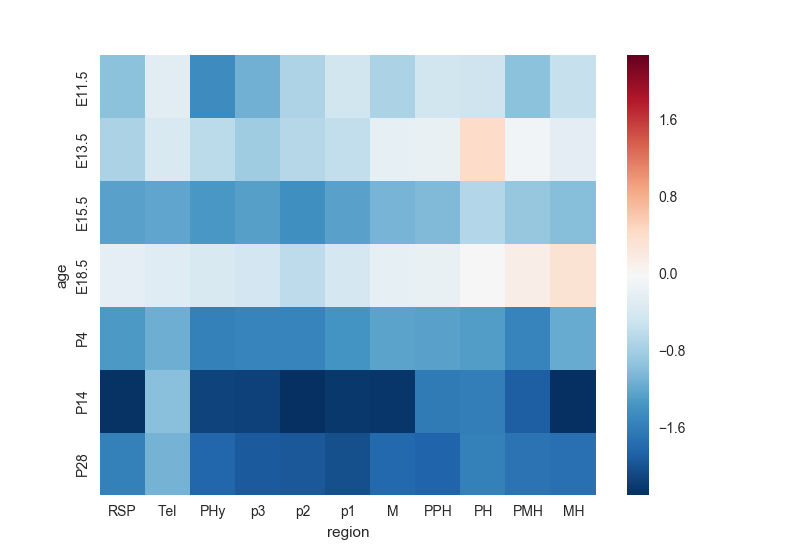 E11.5
E13.5
E15.5
E18.5
P4
P14
P28
age
RSP Tel PHy p3 p2 p1 M PPH PH PMH MH
region
1.6
0.8
0.0
−0.8
−1.6